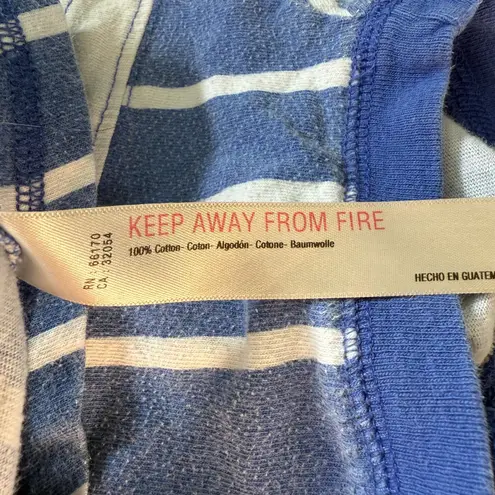 KEEP AWAY FROM FIRE
100% Cotton- Coton- Algodón- Cotone- Baumwolle
HECHO EN GUATEM
RN : 66170
CA : 32054